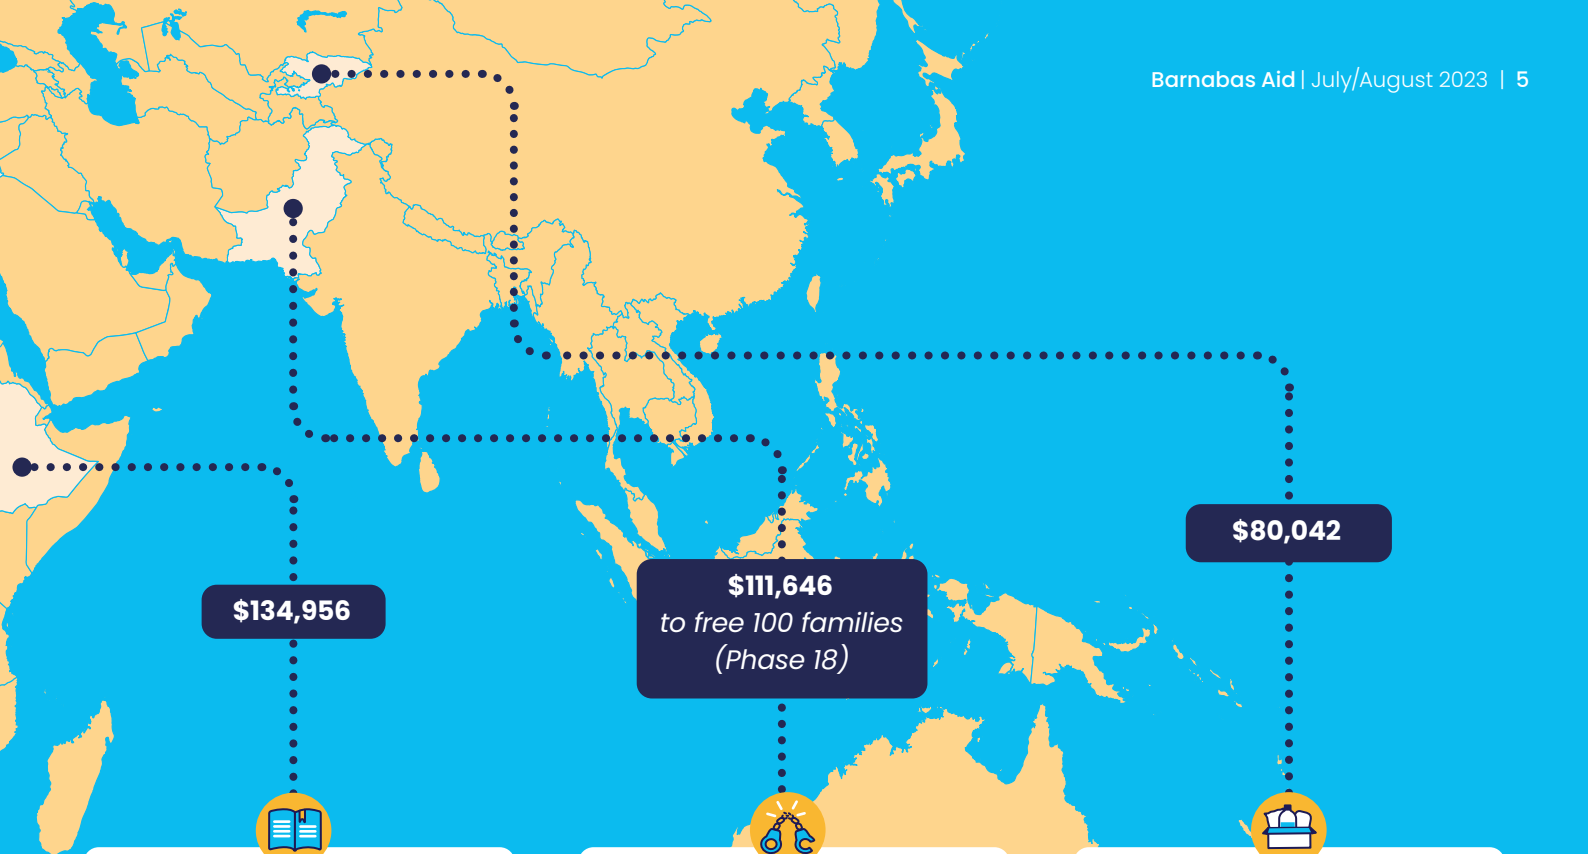 Barnabas Aid | July/August 2023 | 5
$80,042
$134,956
$111,646
to free 100 families
(Phase 18)